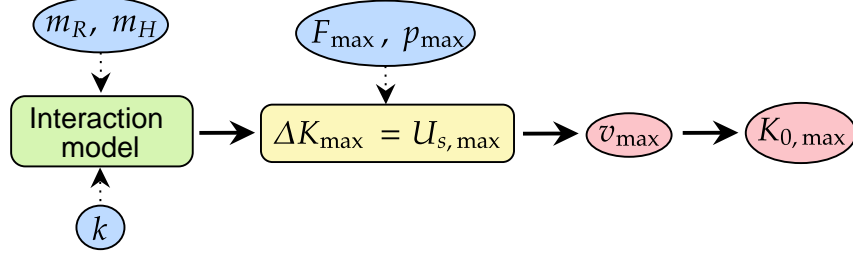 m_R, m_H
F_max, p_max
Interaction
model
ΔK_max = U_s,max
v_max
K_0,max
k